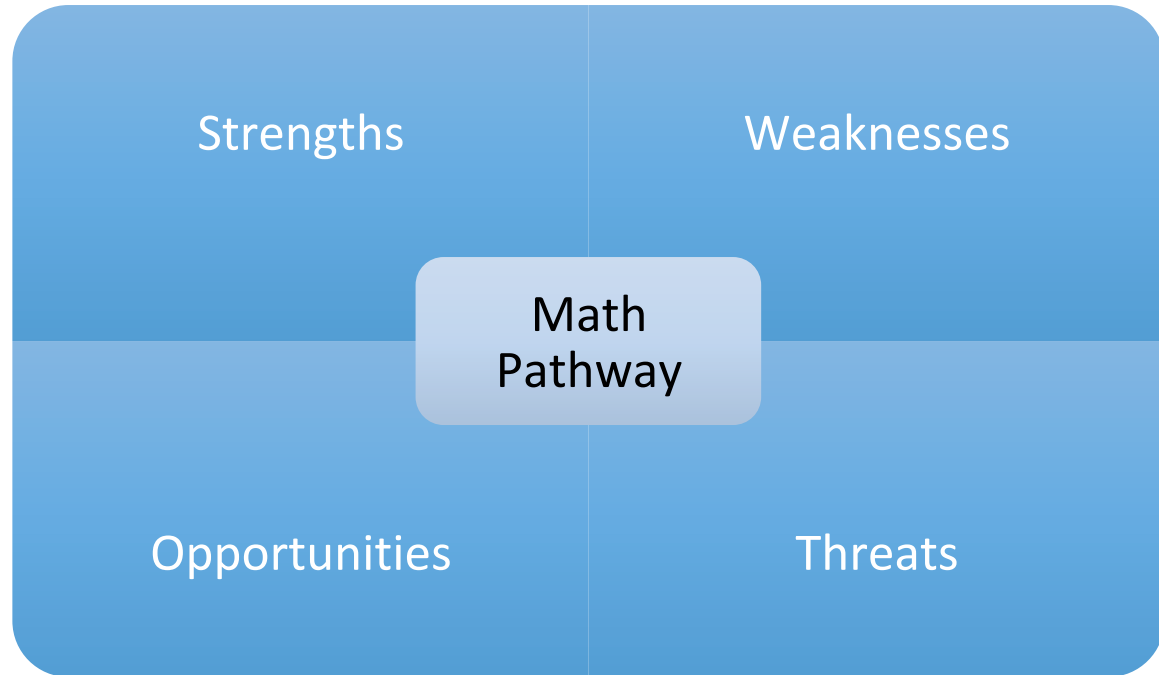 Strengths
Weaknesses
Math
Pathway
Opportunities
Threats